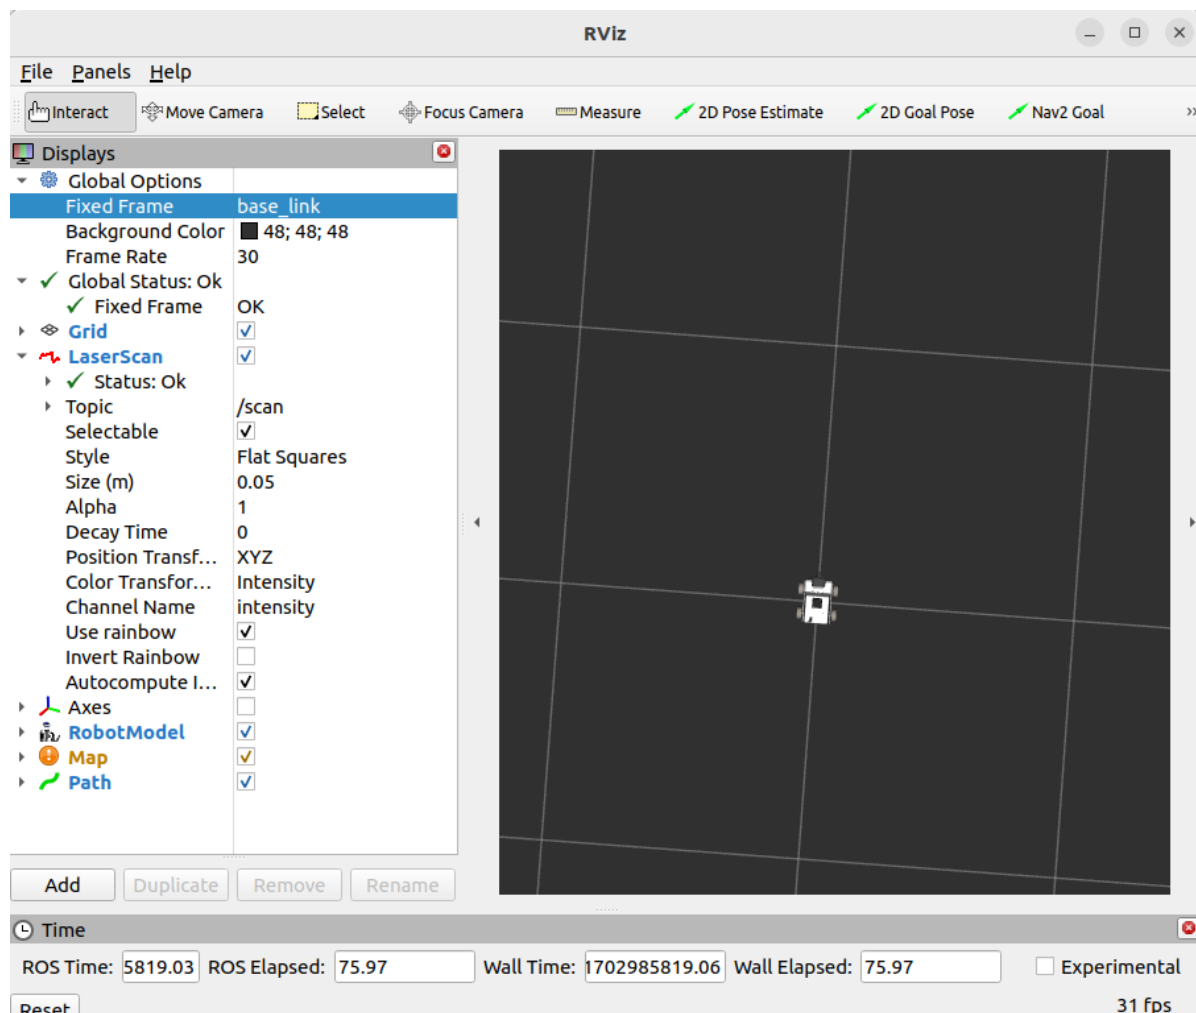 RViz
File Panels Help
Interact Move Camera Select Focus Camera Measure 2D Pose Estimate 2D Goal Pose Nav2 Goal »
Displays
Global Options
Fixed Frame base_link
Background Color 48; 48; 48
Frame Rate 30
Global Status: Ok
Fixed Frame OK
Grid
LaserScan
Status: Ok
Topic /scan
Selectable
Style Flat Squares
Size (m) 0.05
Alpha 1
Decay Time 0
Position Transf... XYZ
Color Transfor... Intensity
Channel Name intensity
Use rainbow
Invert Rainbow
Autocompute I...
Axes
RobotModel
Map
Path
Add Duplicate Remove Rename
Time
ROS Time: 5819.03 ROS Elapsed: 75.97 Wall Time: 1702985819.06 Wall Elapsed: 75.97 Experimental
Reset 31 fps